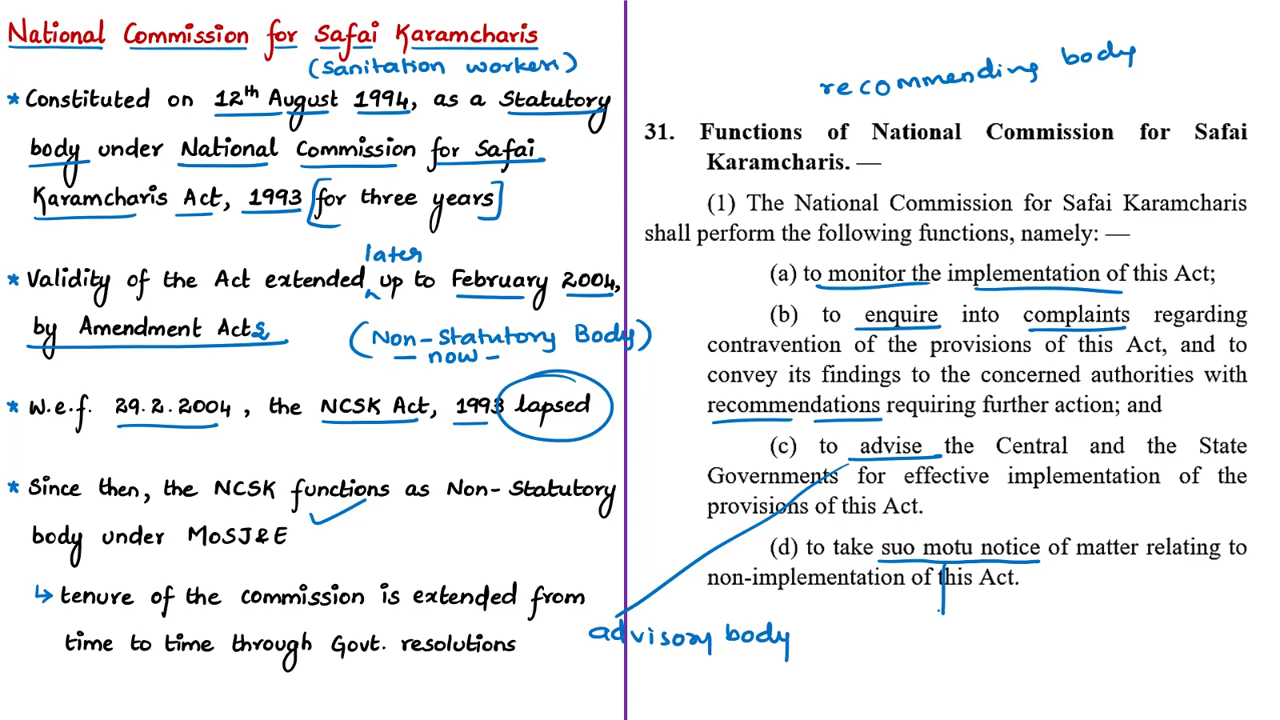 National Commission for Safai Karamcharis
(Sanitation workers)
* Constituted on 12th August 1994, as a Statutory
body under National Commission for Safai
Karamcharis Act, 1993 [for three years]
later
* Validity of the Act extended ^ up to February 2004,
by Amendment Acts
(Non-Statutory Body)
- now -
* W.e.f. 29.2.2004, the NCSK Act, 1993 lapsed
* Since then, the NCSK functions as Non-Statutory
body under MoSJ&E
↳ tenure of the commission is extended from
time to time through Govt. resolutions
recommending body
31. Functions of National Commission for Safai
Karamcharis. —
(1) The National Commission for Safai Karamcharis
shall perform the following functions, namely: —
(a) to monitor the implementation of this Act;
(b) to enquire into complaints regarding
contravention of the provisions of this Act, and to
convey its findings to the concerned authorities with
recommendations requiring further action; and
(c) to advise the Central and the State
Governments for effective implementation of the
provisions of this Act.
(d) to take suo motu notice of matter relating to
non-implementation of this Act.
advisory body